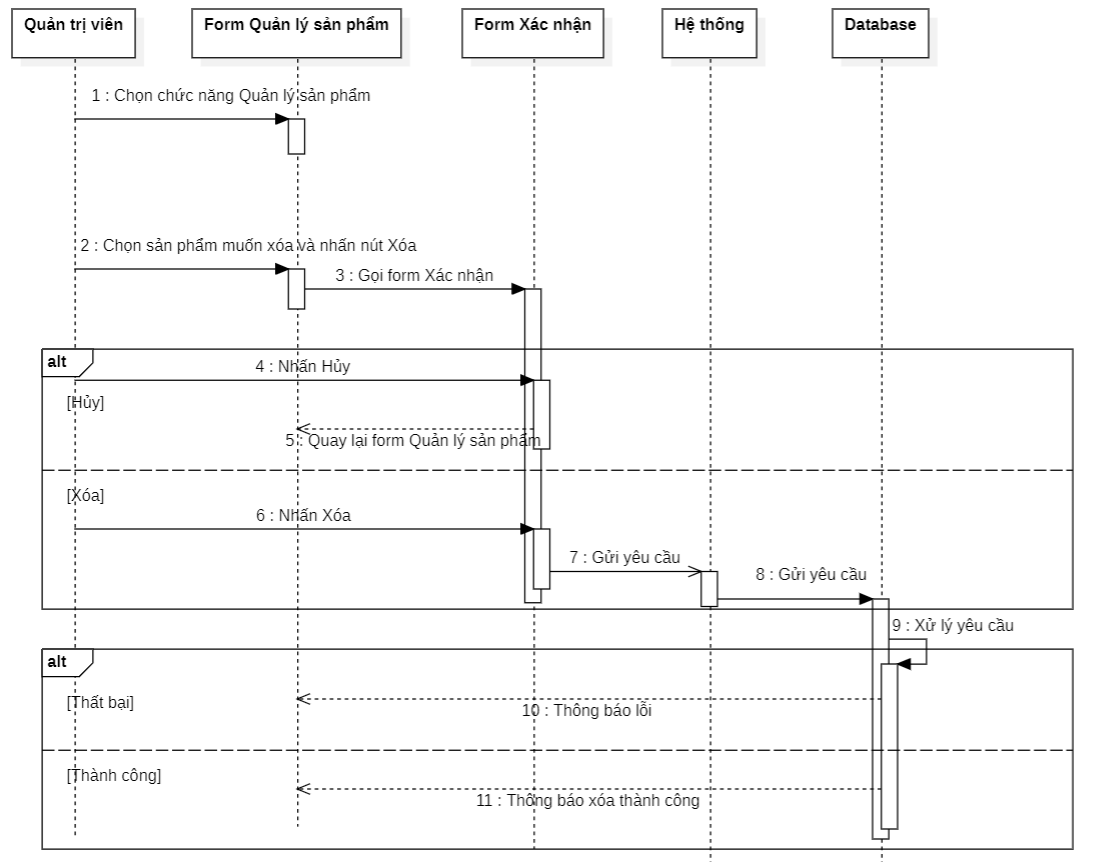 Quản trị viên
Form Quản lý sản phẩm
Form Xác nhận
Hệ thống
Database
1 : Chọn chức năng Quản lý sản phẩm
2 : Chọn sản phẩm muốn xóa và nhấn nút Xóa
3 : Gọi form Xác nhận
alt
4 : Nhấn Hủy
[Hủy]
5 : Quay lại form Quản lý sản phẩm
[Xóa]
6 : Nhấn Xóa
7 : Gửi yêu cầu
8 : Gửi yêu cầu
9 : Xử lý yêu cầu
alt
[Thất bại]
10 : Thông báo lỗi
[Thành công]
11 : Thông báo xóa thành công